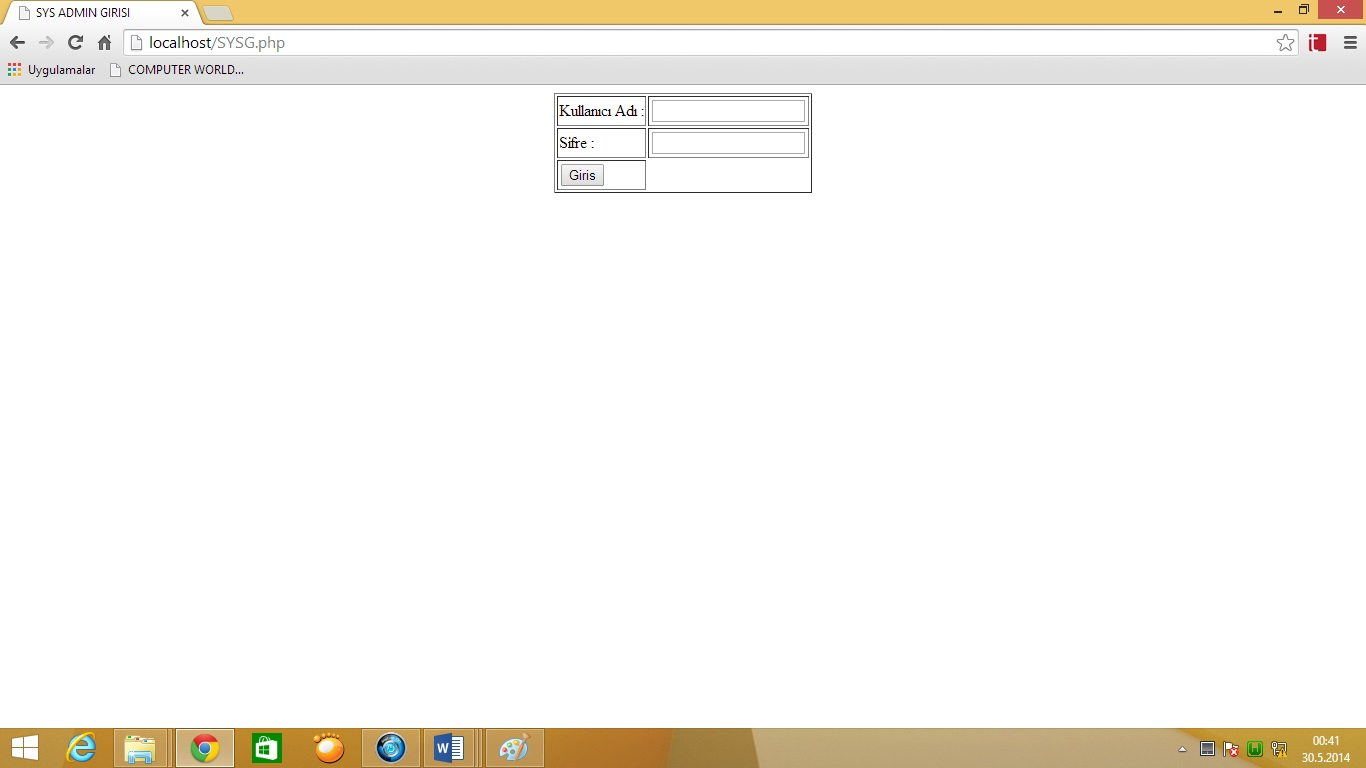 SYS ADMIN GIRISI
localhost/SYSG.php
Uygulamalar COMPUTER WORLD...
Kullanıcı Adı :
Sifre :
Giris
00:41
30.5.2014